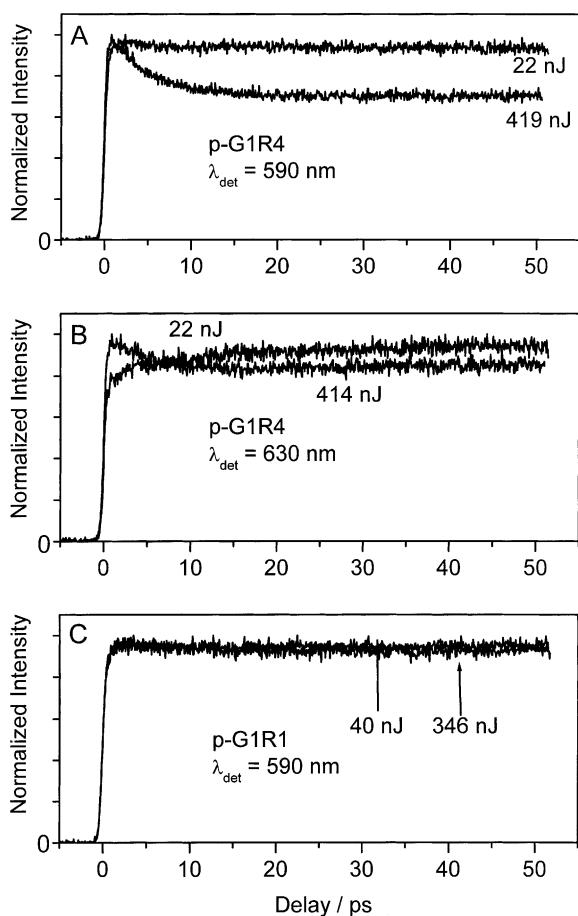 A
Normalized Intensity
22 nJ
419 nJ
p-G1R4
λdet = 590 nm
0
0 10 20 30 40 50
B
Normalized Intensity
22 nJ
414 nJ
p-G1R4
λdet = 630 nm
0
0 10 20 30 40 50
C
Normalized Intensity
40 nJ 346 nJ
p-G1R1
λdet = 590 nm
0
0 10 20 30 40 50
Delay / ps